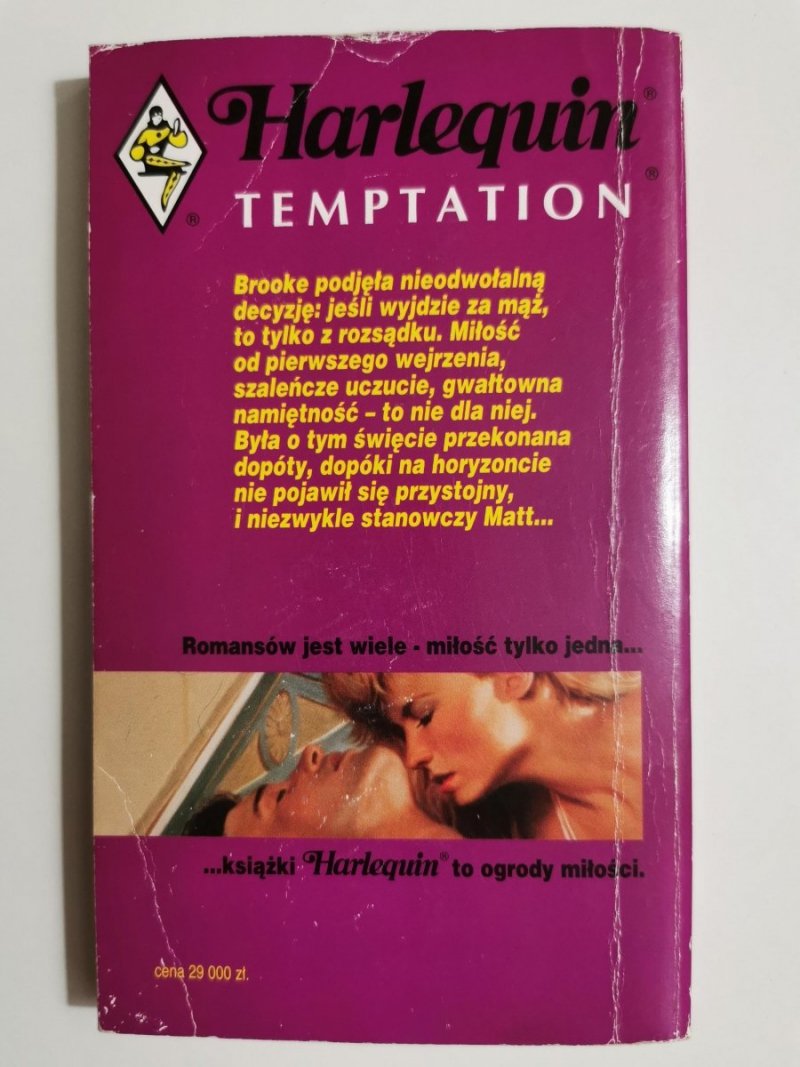 Harlequin®
TEMPTATION®
®
Brooke podjęła nieodwołalną
decyzję: jeśli wyjdzie za mąż,
to tylko z rozsądku. Miłość
od pierwszego wejrzenia,
szaleńcze uczucie, gwałtowna
namiętność – to nie dla niej.
Była o tym święcie przekonana
dopóty, dopóki na horyzoncie
nie pojawił się przystojny,
i niezwykle stanowczy Matt...
Romansów jest wiele - miłość tylko jedna...
...książki Harlequin® to ogrody miłości.
cena 29 000 zł.